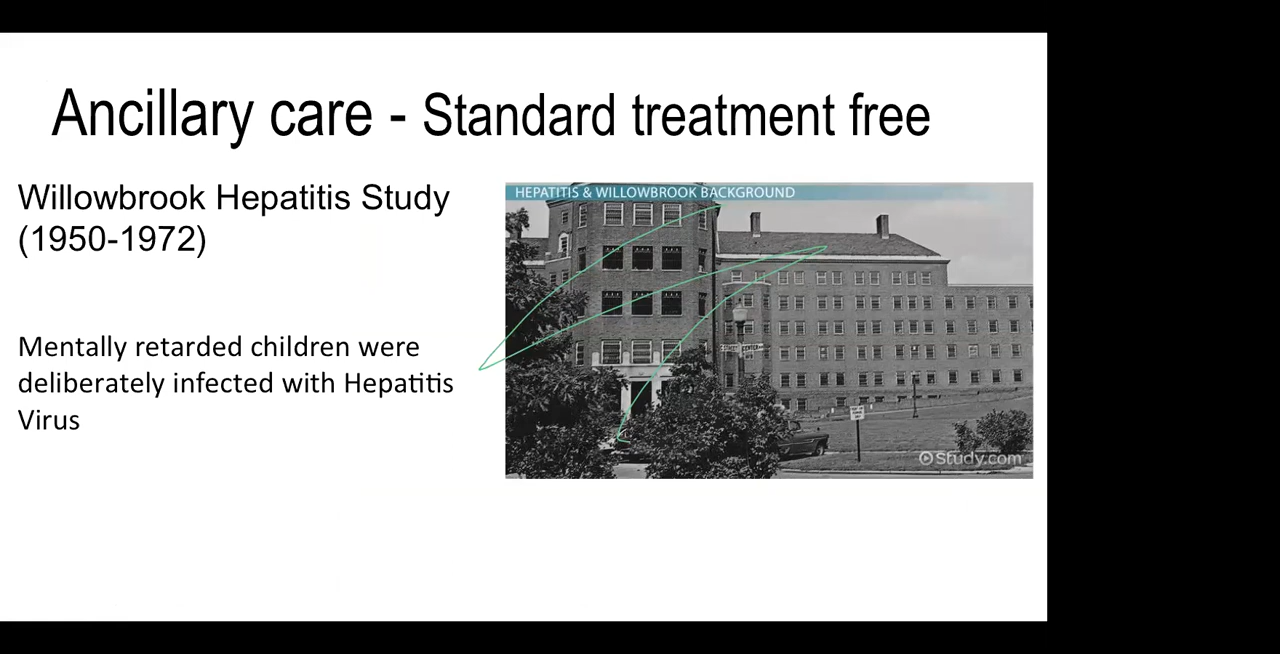 Ancillary care - Standard treatment free
Willowbrook Hepatitis Study
(1950-1972)
Mentally retarded children were
deliberately infected with Hepatitis
Virus
HEPATITIS & WILLOWBROOK BACKGROUND
Study.com